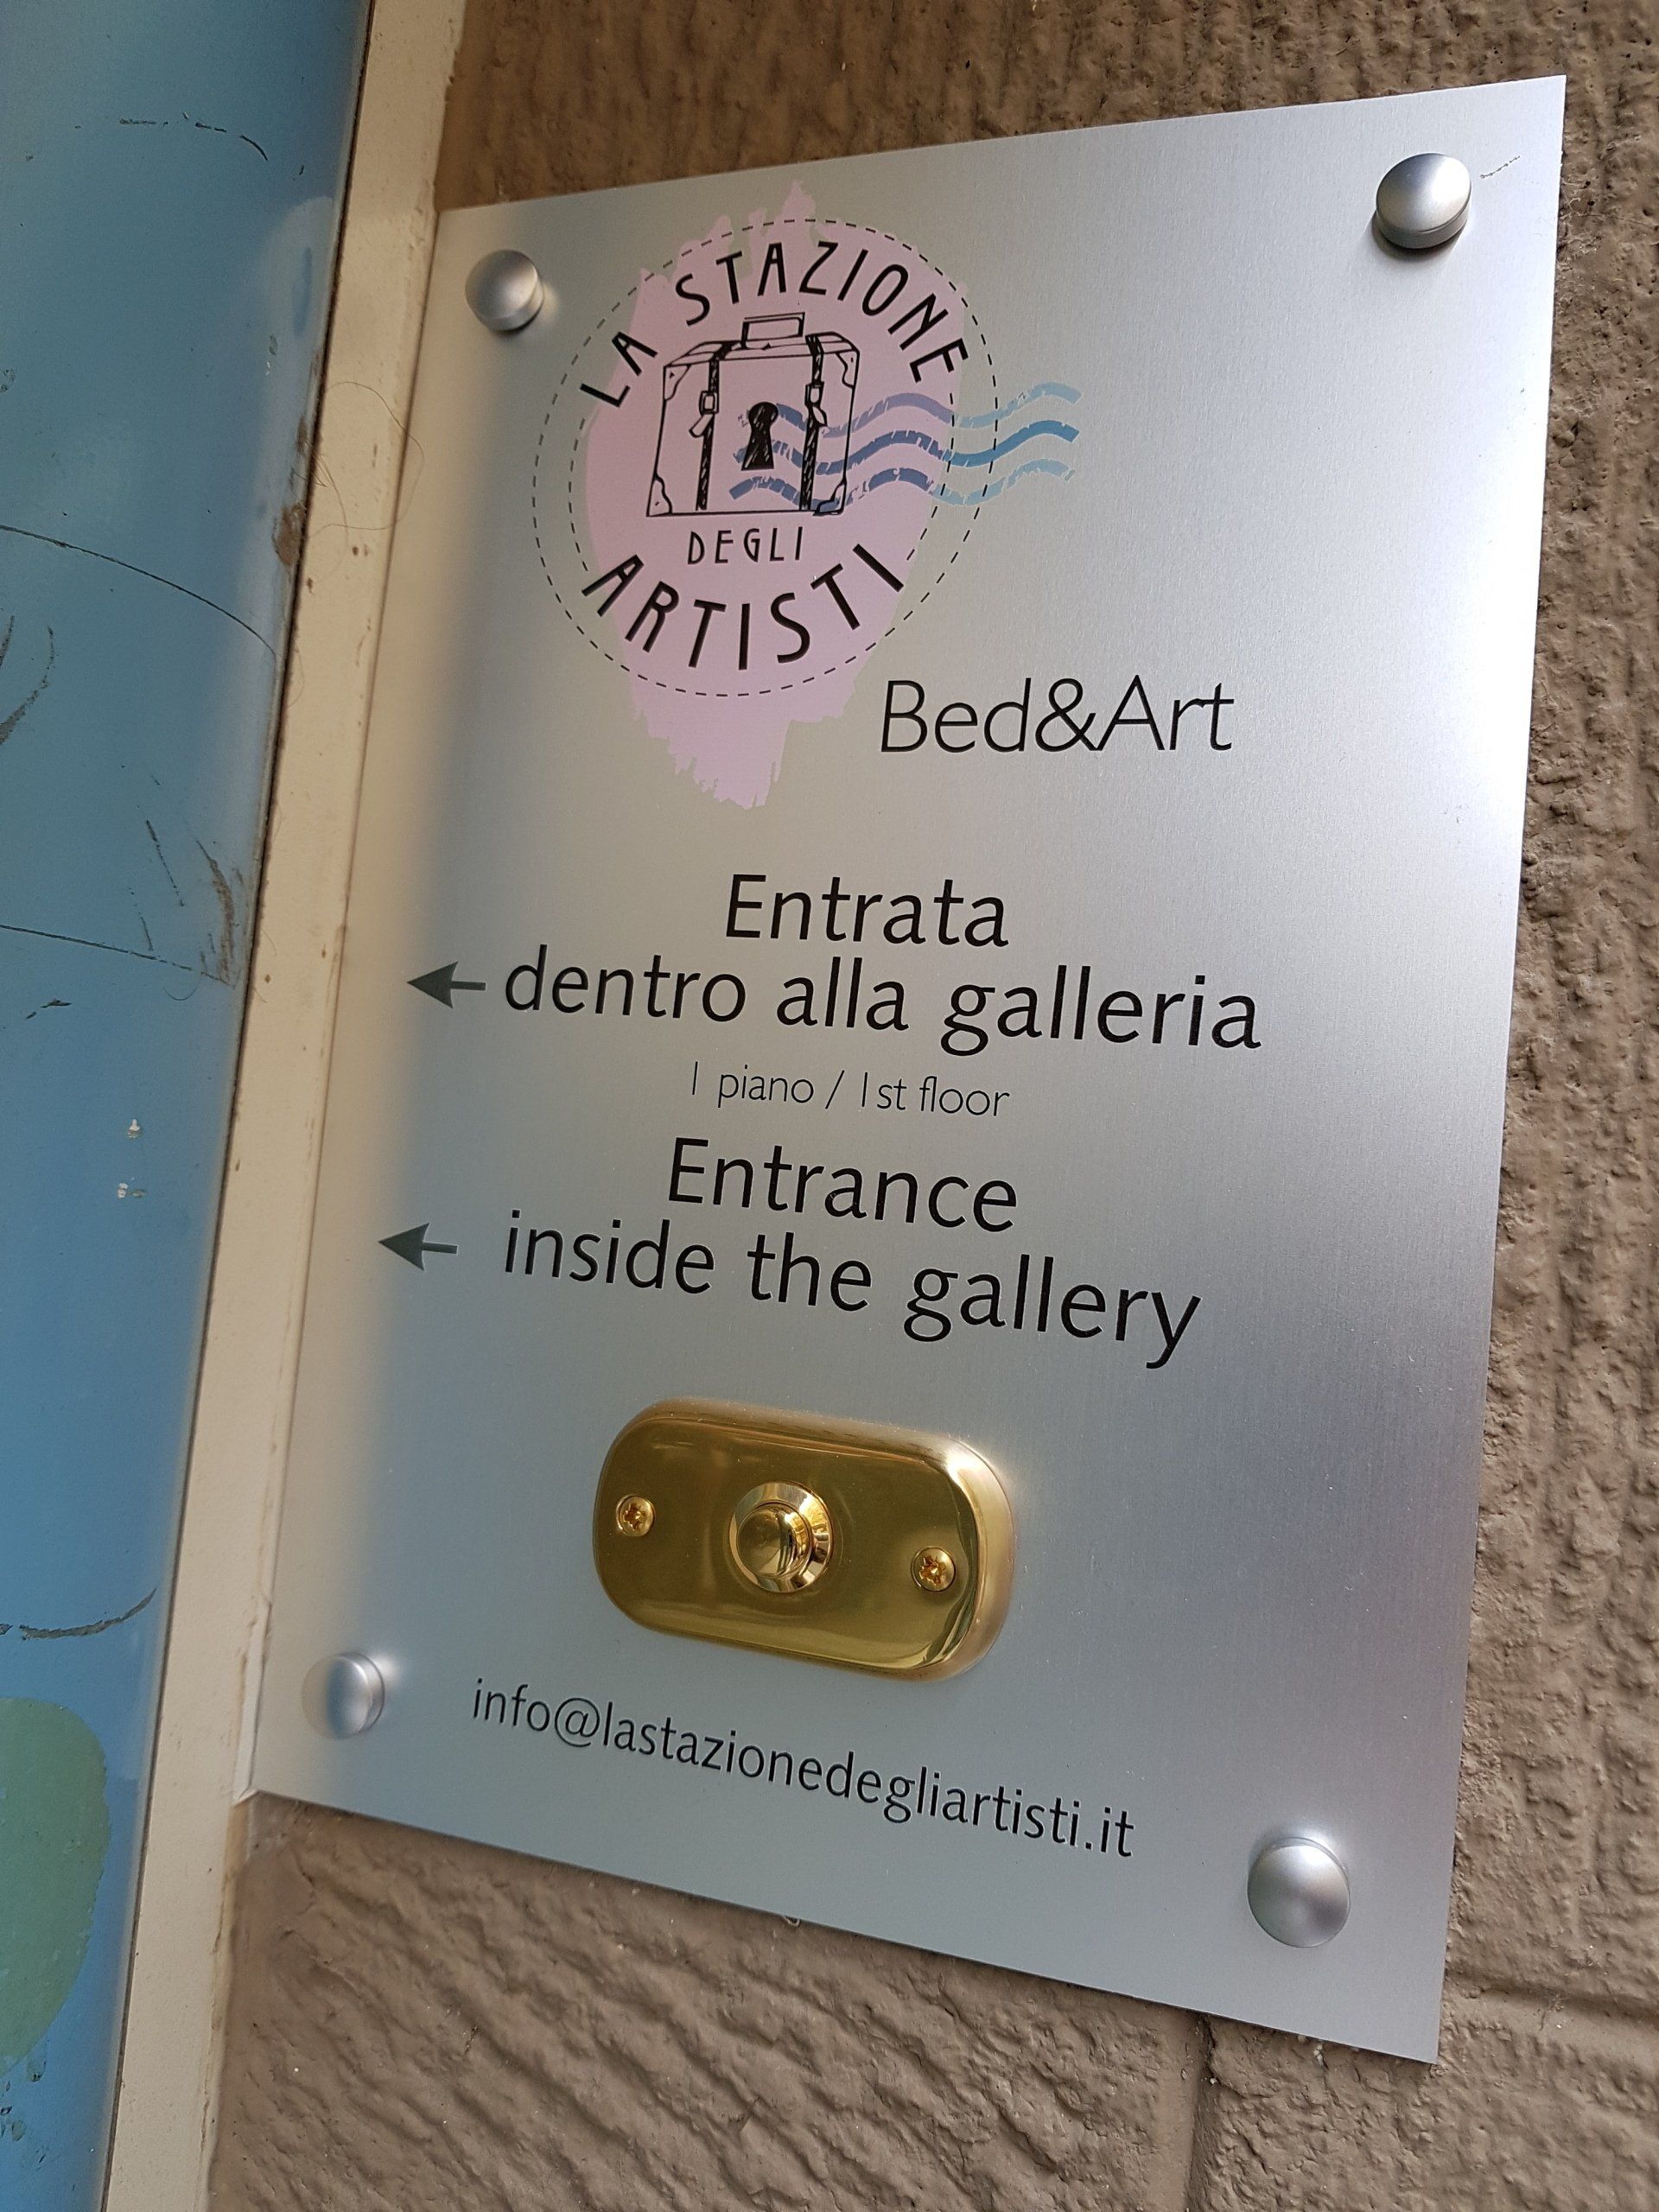 LA STAZIONE
DEGLI
ARTISTI
Bed&Art
Entrata
dentro alla galleria
1 piano / 1st floor
Entrance
inside the gallery
info@lastazionedegliartisti.it